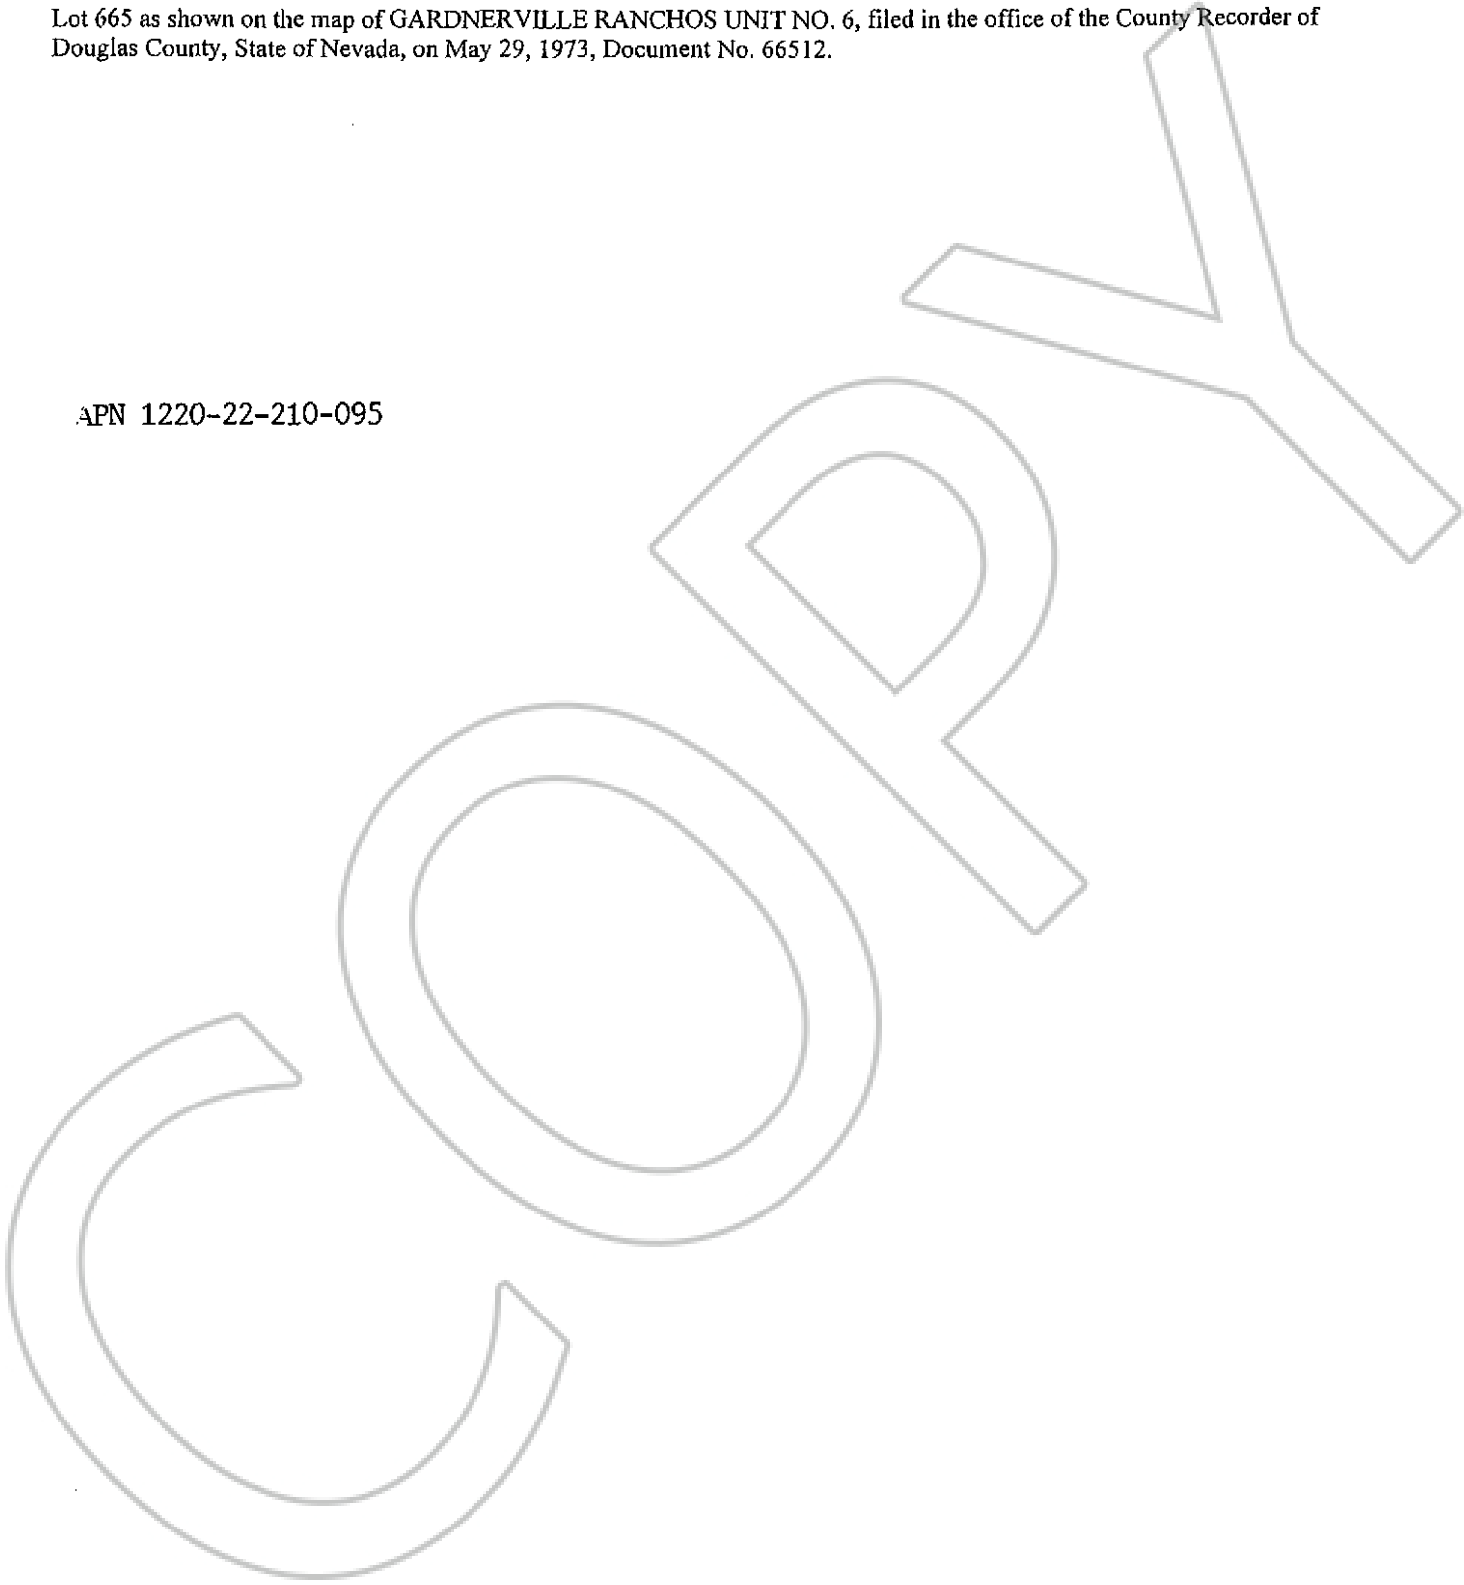 Lot 665 as shown on the map of GARDNERVILLE RANCHOS UNIT NO. 6, filed in the office of the County Recorder of
Douglas County, State of Nevada, on May 29, 1973, Document No. 66512.
APN 1220-22-210-095
COPY